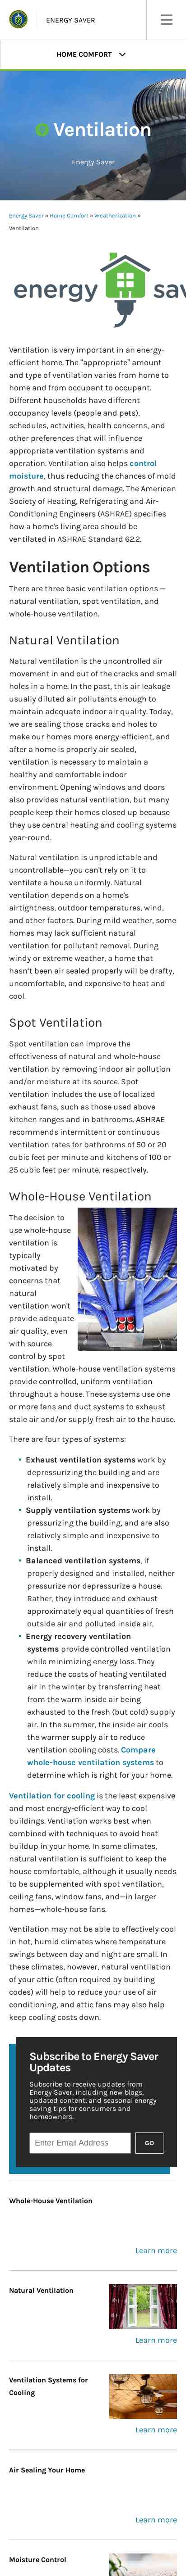 ENERGY SAVER
HOME COMFORT
Ventilation
Energy Saver
Energy Saver » Home Comfort » Weatherization »
Ventilation
energy saver
Ventilation is very important in an energy-
efficient home. The "appropriate" amount
and type of ventilation varies from home to
home and from occupant to occupant.
Different households have different
occupancy levels (people and pets),
schedules, activities, health concerns, and
other preferences that will influence
appropriate ventilation systems and
operation. Ventilation also helps control
moisture, thus reducing the chances of mold
growth and structural damage. The American
Society of Heating, Refrigerating and Air-
Conditioning Engineers (ASHRAE) specifies
how a home's living area should be
ventilated in ASHRAE Standard 62.2.
Ventilation Options
There are three basic ventilation options —
natural ventilation, spot ventilation, and
whole-house ventilation.
Natural Ventilation
Natural ventilation is the uncontrolled air
movement in and out of the cracks and small
holes in a home. In the past, this air leakage
usually diluted air pollutants enough to
maintain adequate indoor air quality. Today,
we are sealing those cracks and holes to
make our homes more energy-efficient, and
after a home is properly air sealed,
ventilation is necessary to maintain a
healthy and comfortable indoor
environment. Opening windows and doors
also provides natural ventilation, but many
people keep their homes closed up because
they use central heating and cooling systems
year-round.
Natural ventilation is unpredictable and
uncontrollable—you can't rely on it to
ventilate a house uniformly. Natural
ventilation depends on a home's
airtightness, outdoor temperatures, wind,
and other factors. During mild weather, some
homes may lack sufficient natural
ventilation for pollutant removal. During
windy or extreme weather, a home that
hasn't been air sealed properly will be drafty,
uncomfortable, and expensive to heat and
cool.
Spot Ventilation
Spot ventilation can improve the
effectiveness of natural and whole-house
ventilation by removing indoor air pollution
and/or moisture at its source. Spot
ventilation includes the use of localized
exhaust fans, such as those used above
kitchen ranges and in bathrooms. ASHRAE
recommends intermittent or continuous
ventilation rates for bathrooms of 50 or 20
cubic feet per minute and kitchens of 100 or
25 cubic feet per minute, respectively.
Whole-House Ventilation
The decision to
use whole-house
ventilation is
typically
motivated by
concerns that
natural
ventilation won't
provide adequate
air quality, even
with source
control by spot
ventilation. Whole-house ventilation systems
provide controlled, uniform ventilation
throughout a house. These systems use one
or more fans and duct systems to exhaust
stale air and/or supply fresh air to the house.
There are four types of systems:
• Exhaust ventilation systems work by
depressurizing the building and are
relatively simple and inexpensive to
install.
• Supply ventilation systems work by
pressurizing the building, and are also
relatively simple and inexpensive to
install.
• Balanced ventilation systems, if
properly designed and installed, neither
pressurize nor depressurize a house.
Rather, they introduce and exhaust
approximately equal quantities of fresh
outside air and polluted inside air.
• Energy recovery ventilation
systems provide controlled ventilation
while minimizing energy loss. They
reduce the costs of heating ventilated
air in the winter by transferring heat
from the warm inside air being
exhausted to the fresh (but cold) supply
air. In the summer, the inside air cools
the warmer supply air to reduce
ventilation cooling costs. Compare
whole-house ventilation systems to
determine which is right for your home.
Ventilation for cooling is the least expensive
and most energy-efficient way to cool
buildings. Ventilation works best when
combined with techniques to avoid heat
buildup in your home. In some climates,
natural ventilation is sufficient to keep the
house comfortable, although it usually needs
to be supplemented with spot ventilation,
ceiling fans, window fans, and—in larger
homes—whole-house fans.
Ventilation may not be able to effectively cool
in hot, humid climates where temperature
swings between day and night are small. In
these climates, however, natural ventilation
of your attic (often required by building
codes) will help to reduce your use of air
conditioning, and attic fans may also help
keep cooling costs down.
Subscribe to Energy Saver
Updates
Subscribe to receive updates from
Energy Saver, including new blogs,
updated content, and seasonal energy
saving tips for consumers and
homeowners.
Enter Email Address
GO
Whole-House Ventilation
Learn more
Natural Ventilation
Learn more
Ventilation Systems for
Cooling
Learn more
Air Sealing Your Home
Learn more
Moisture Control